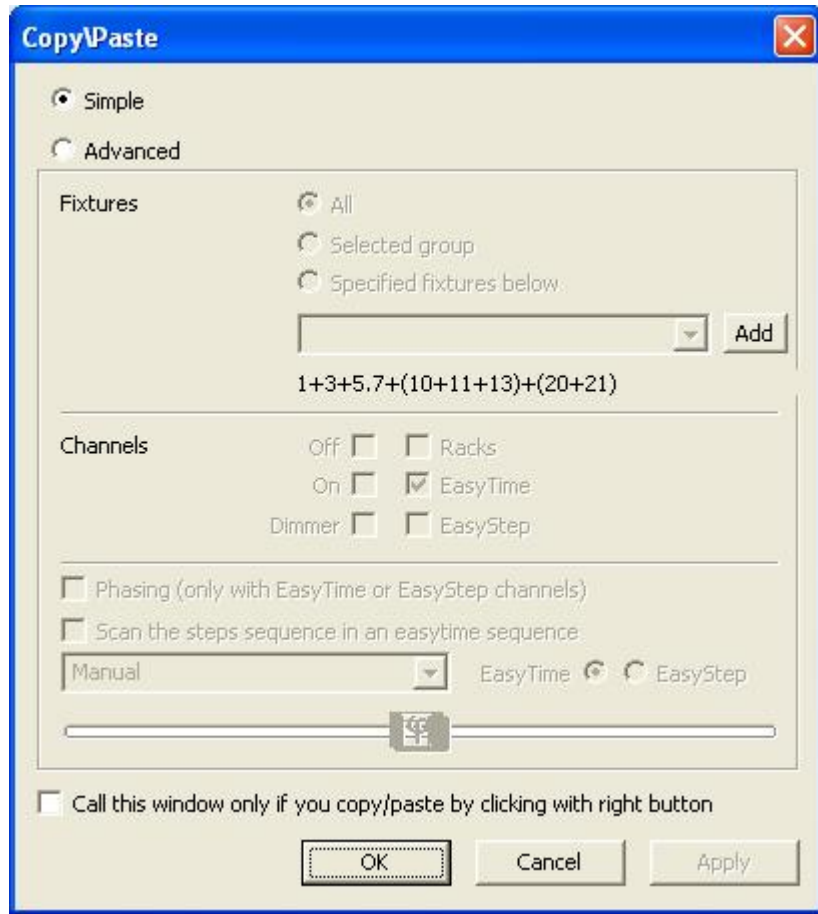 Copy\Paste
Simple
Advanced
Fixtures All
Selected group
Specified fixtures below
Add
1+3+5.7+(10+11+13)+(20+21)
Channels Off Racks
On EasyTime
Dimmer EasyStep
Phasing (only with EasyTime or EasyStep channels)
Scan the steps sequence in an easytime sequence
Manual EasyTime EasyStep
Call this window only if you copy/paste by clicking with right button
OK Cancel Apply